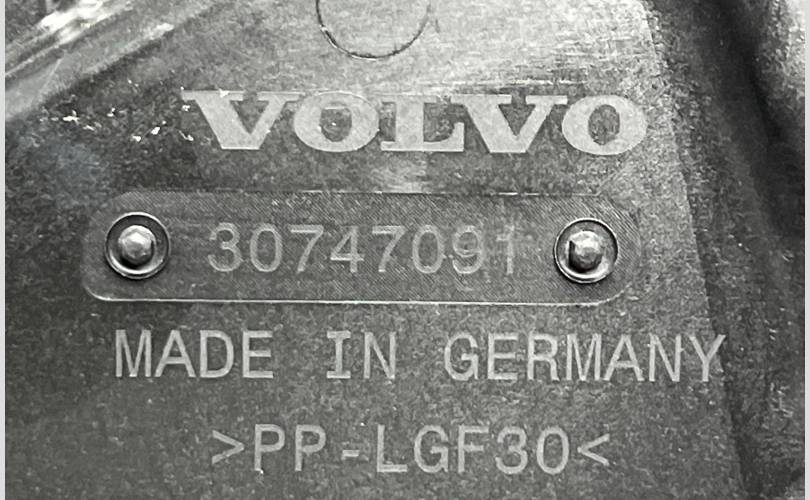 VOLVO
30747091
MADE IN GERMANY
>PP-LGF30<